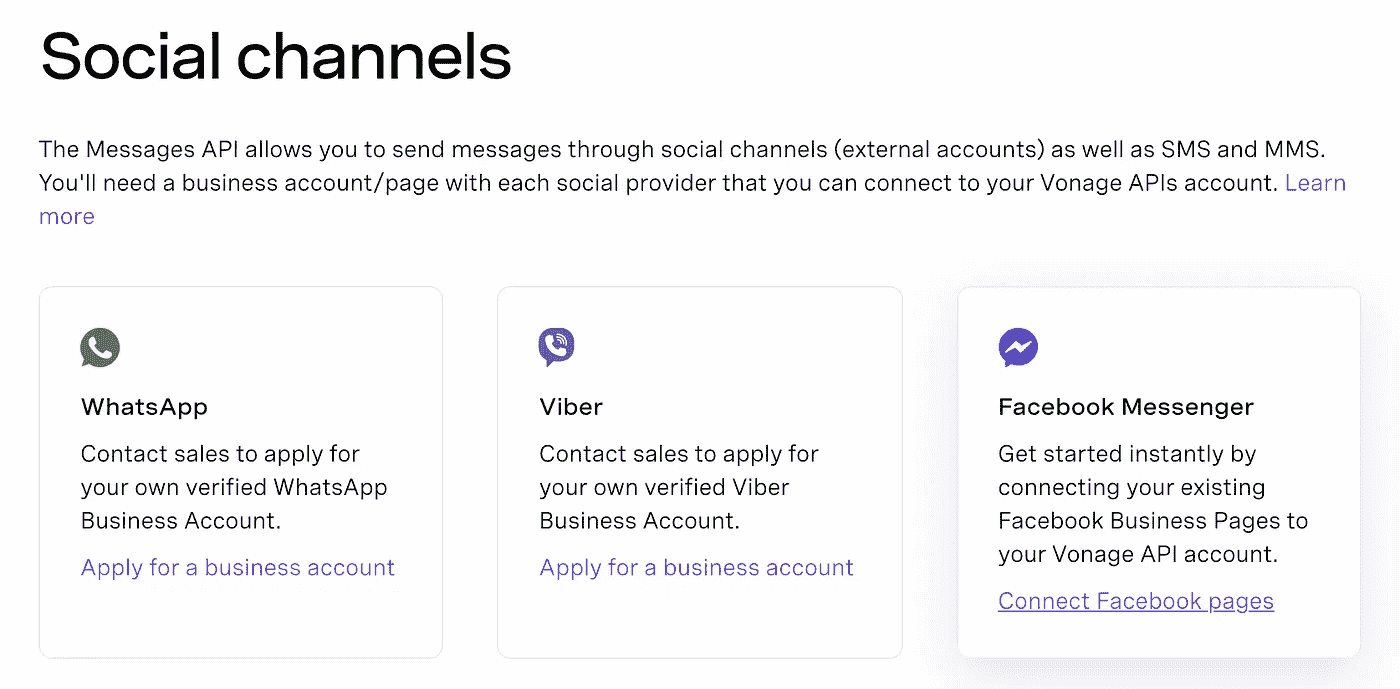 Social channels
The Messages API allows you to send messages through social channels (external accounts) as well as SMS and MMS.
You'll need a business account/page with each social provider that you can connect to your Vonage APIs account. Learn
more
WhatsApp
Contact sales to apply for
your own verified WhatsApp
Business Account.
Apply for a business account
Viber
Contact sales to apply for
your own verified Viber
Business Account.
Apply for a business account
Facebook Messenger
Get started instantly by
connecting your existing
Facebook Business Pages to
your Vonage API account.
Connect Facebook pages